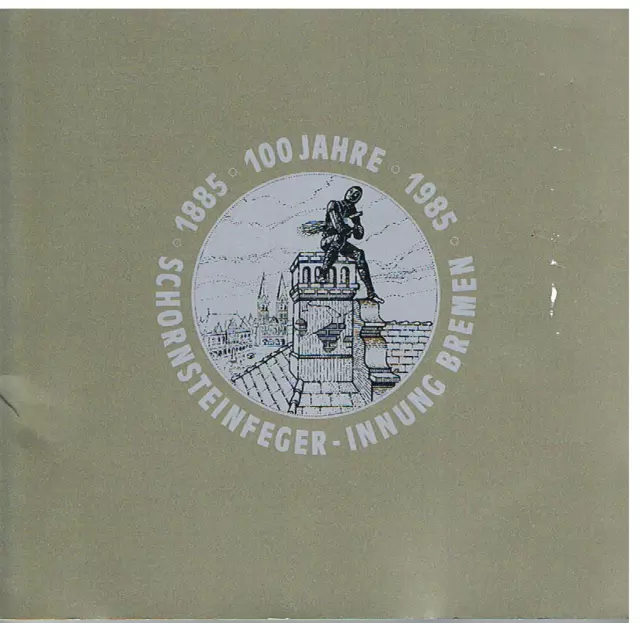 1885 ○ 100 JAHRE ○ 1985 ○
SCHORNSTEINFEGER-INNUNG BREMEN ○